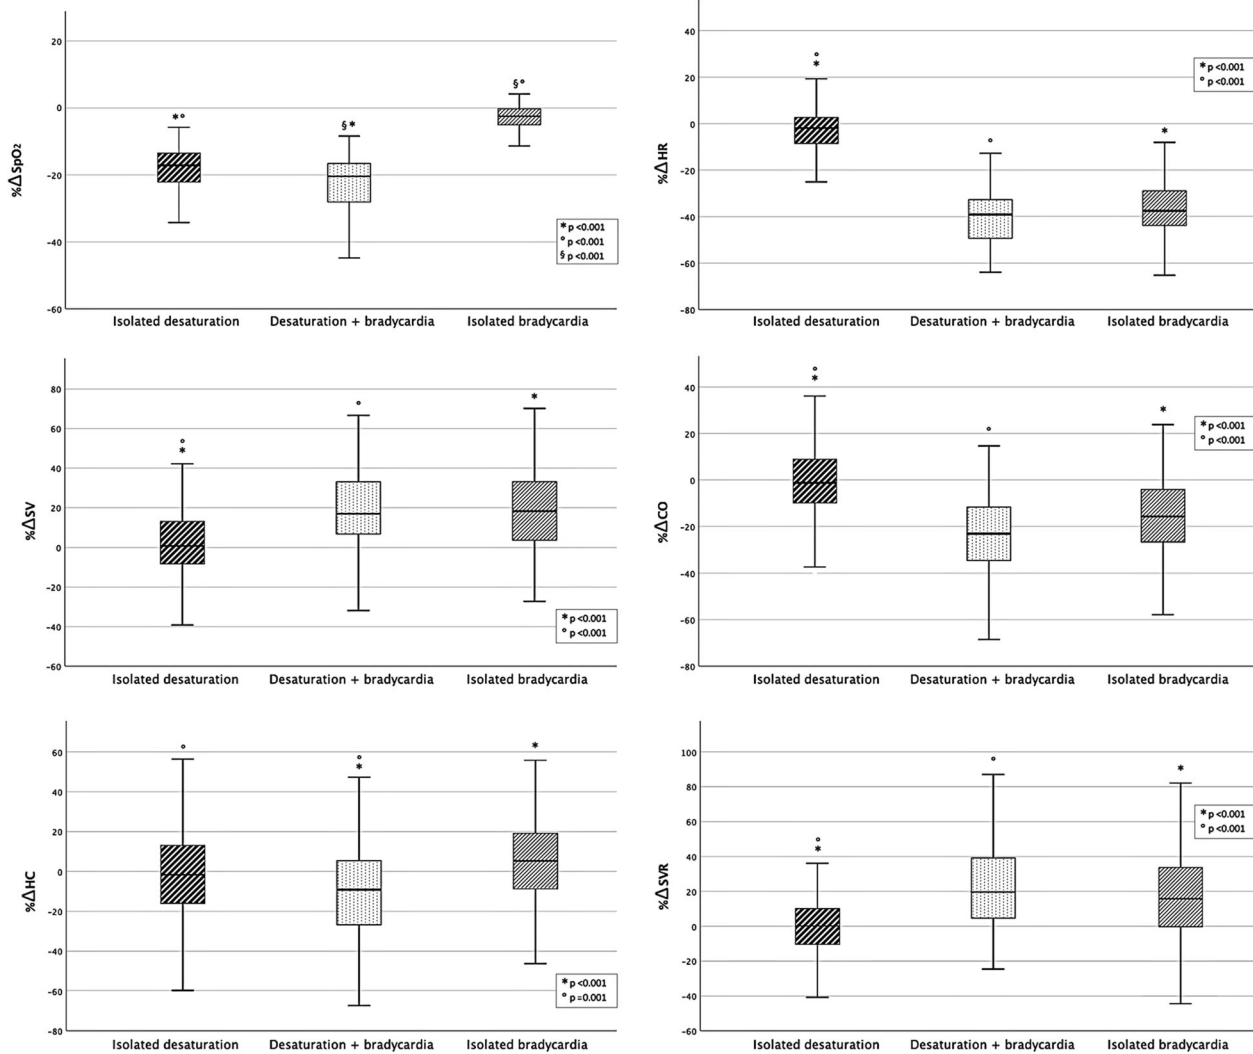 %ΔSpO2
20
0
-20
-40
-60
* °
§ *
§ °
* p <0.001
° p <0.001
§ p <0.001
Isolated desaturation
Desaturation + bradycardia
Isolated bradycardia
%ΔHR
40
20
0
-20
-40
-60
-80
°
*
°
*
* p <0.001
° p <0.001
Isolated desaturation
Desaturation + bradycardia
Isolated bradycardia
%ΔSV
80
60
40
20
0
-20
-40
-60
°
*
°
*
* p <0.001
° p <0.001
Isolated desaturation
Desaturation + bradycardia
Isolated bradycardia
%ΔCO
40
20
0
-20
-40
-60
-80
°
*
°
*
* p <0.001
° p <0.001
Isolated desaturation
Desaturation + bradycardia
Isolated bradycardia
%ΔHC
60
40
20
0
-20
-40
-60
-80
°
°
*
*
* p <0.001
° p =0.001
Isolated desaturation
Desaturation + bradycardia
Isolated bradycardia
%ΔSVR
100
80
60
40
20
0
-20
-40
-60
°
*
°
*
* p <0.001
° p <0.001
Isolated desaturation
Desaturation + bradycardia
Isolated bradycardia